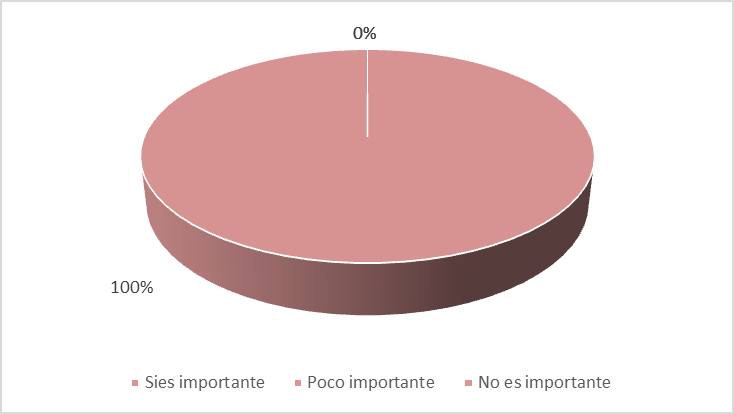 0%
100%
Sies importante
Poco importante
No es importante